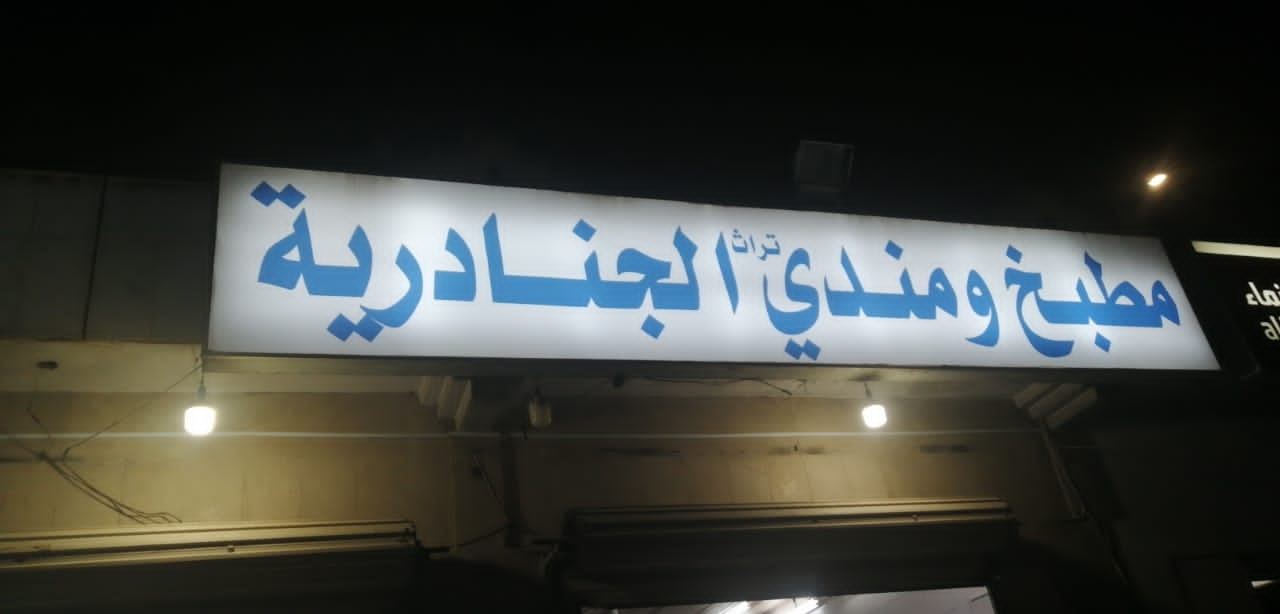 مطبخ ومندي تراث الجنادرية